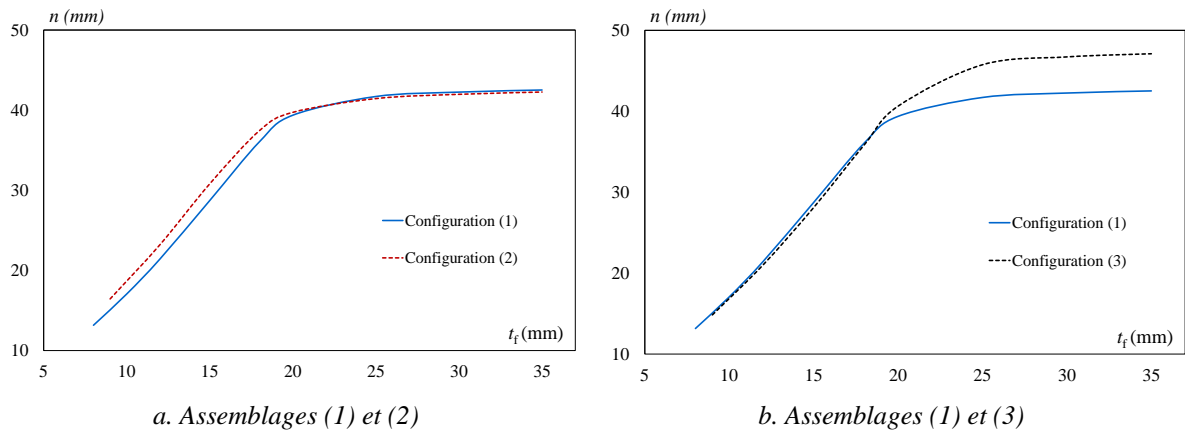 n (mm)
50
40
30
20
10
5 10 15 20 25 30 35
t_f (mm)
Configuration (1)
Configuration (2)
a. Assemblages (1) et (2)
n (mm)
50
40
30
20
10
5 10 15 20 25 30 35
t_f (mm)
Configuration (1)
Configuration (3)
b. Assemblages (1) et (3)